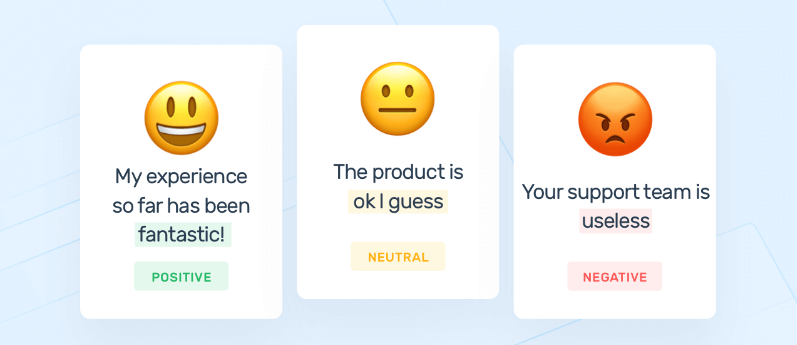 My experience
so far has been
fantastic!
POSITIVE
The product is
ok I guess
NEUTRAL
Your support team is
useless
NEGATIVE